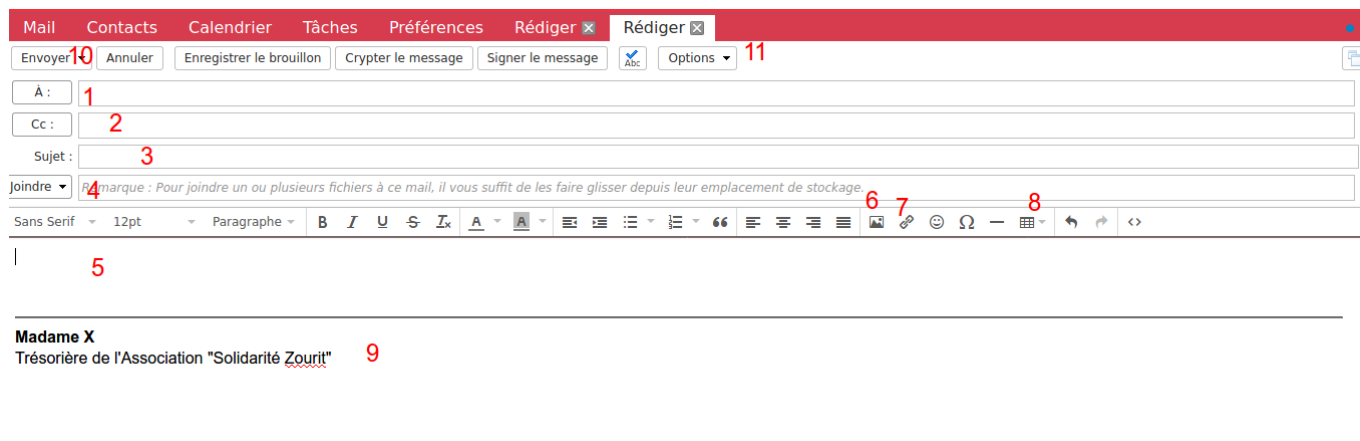 Mail Contacts Calendrier Tâches Préférences Rédiger Rédiger
Envoyer 10 Annuler Enregistrer le brouillon Crypter le message Signer le message Abc Options 11
À : 1
Cc : 2
Sujet : 3
Joindre 4 Remarque : Pour joindre un ou plusieurs fichiers à ce mail, il vous suffit de les faire glisser depuis leur emplacement de stockage.
6 7 8
Sans Serif 12pt Paragraphe B I U S Ix A A 66 Ω <>
5
Madame X
Trésorière de l'Association "Solidarité Zourit" 9